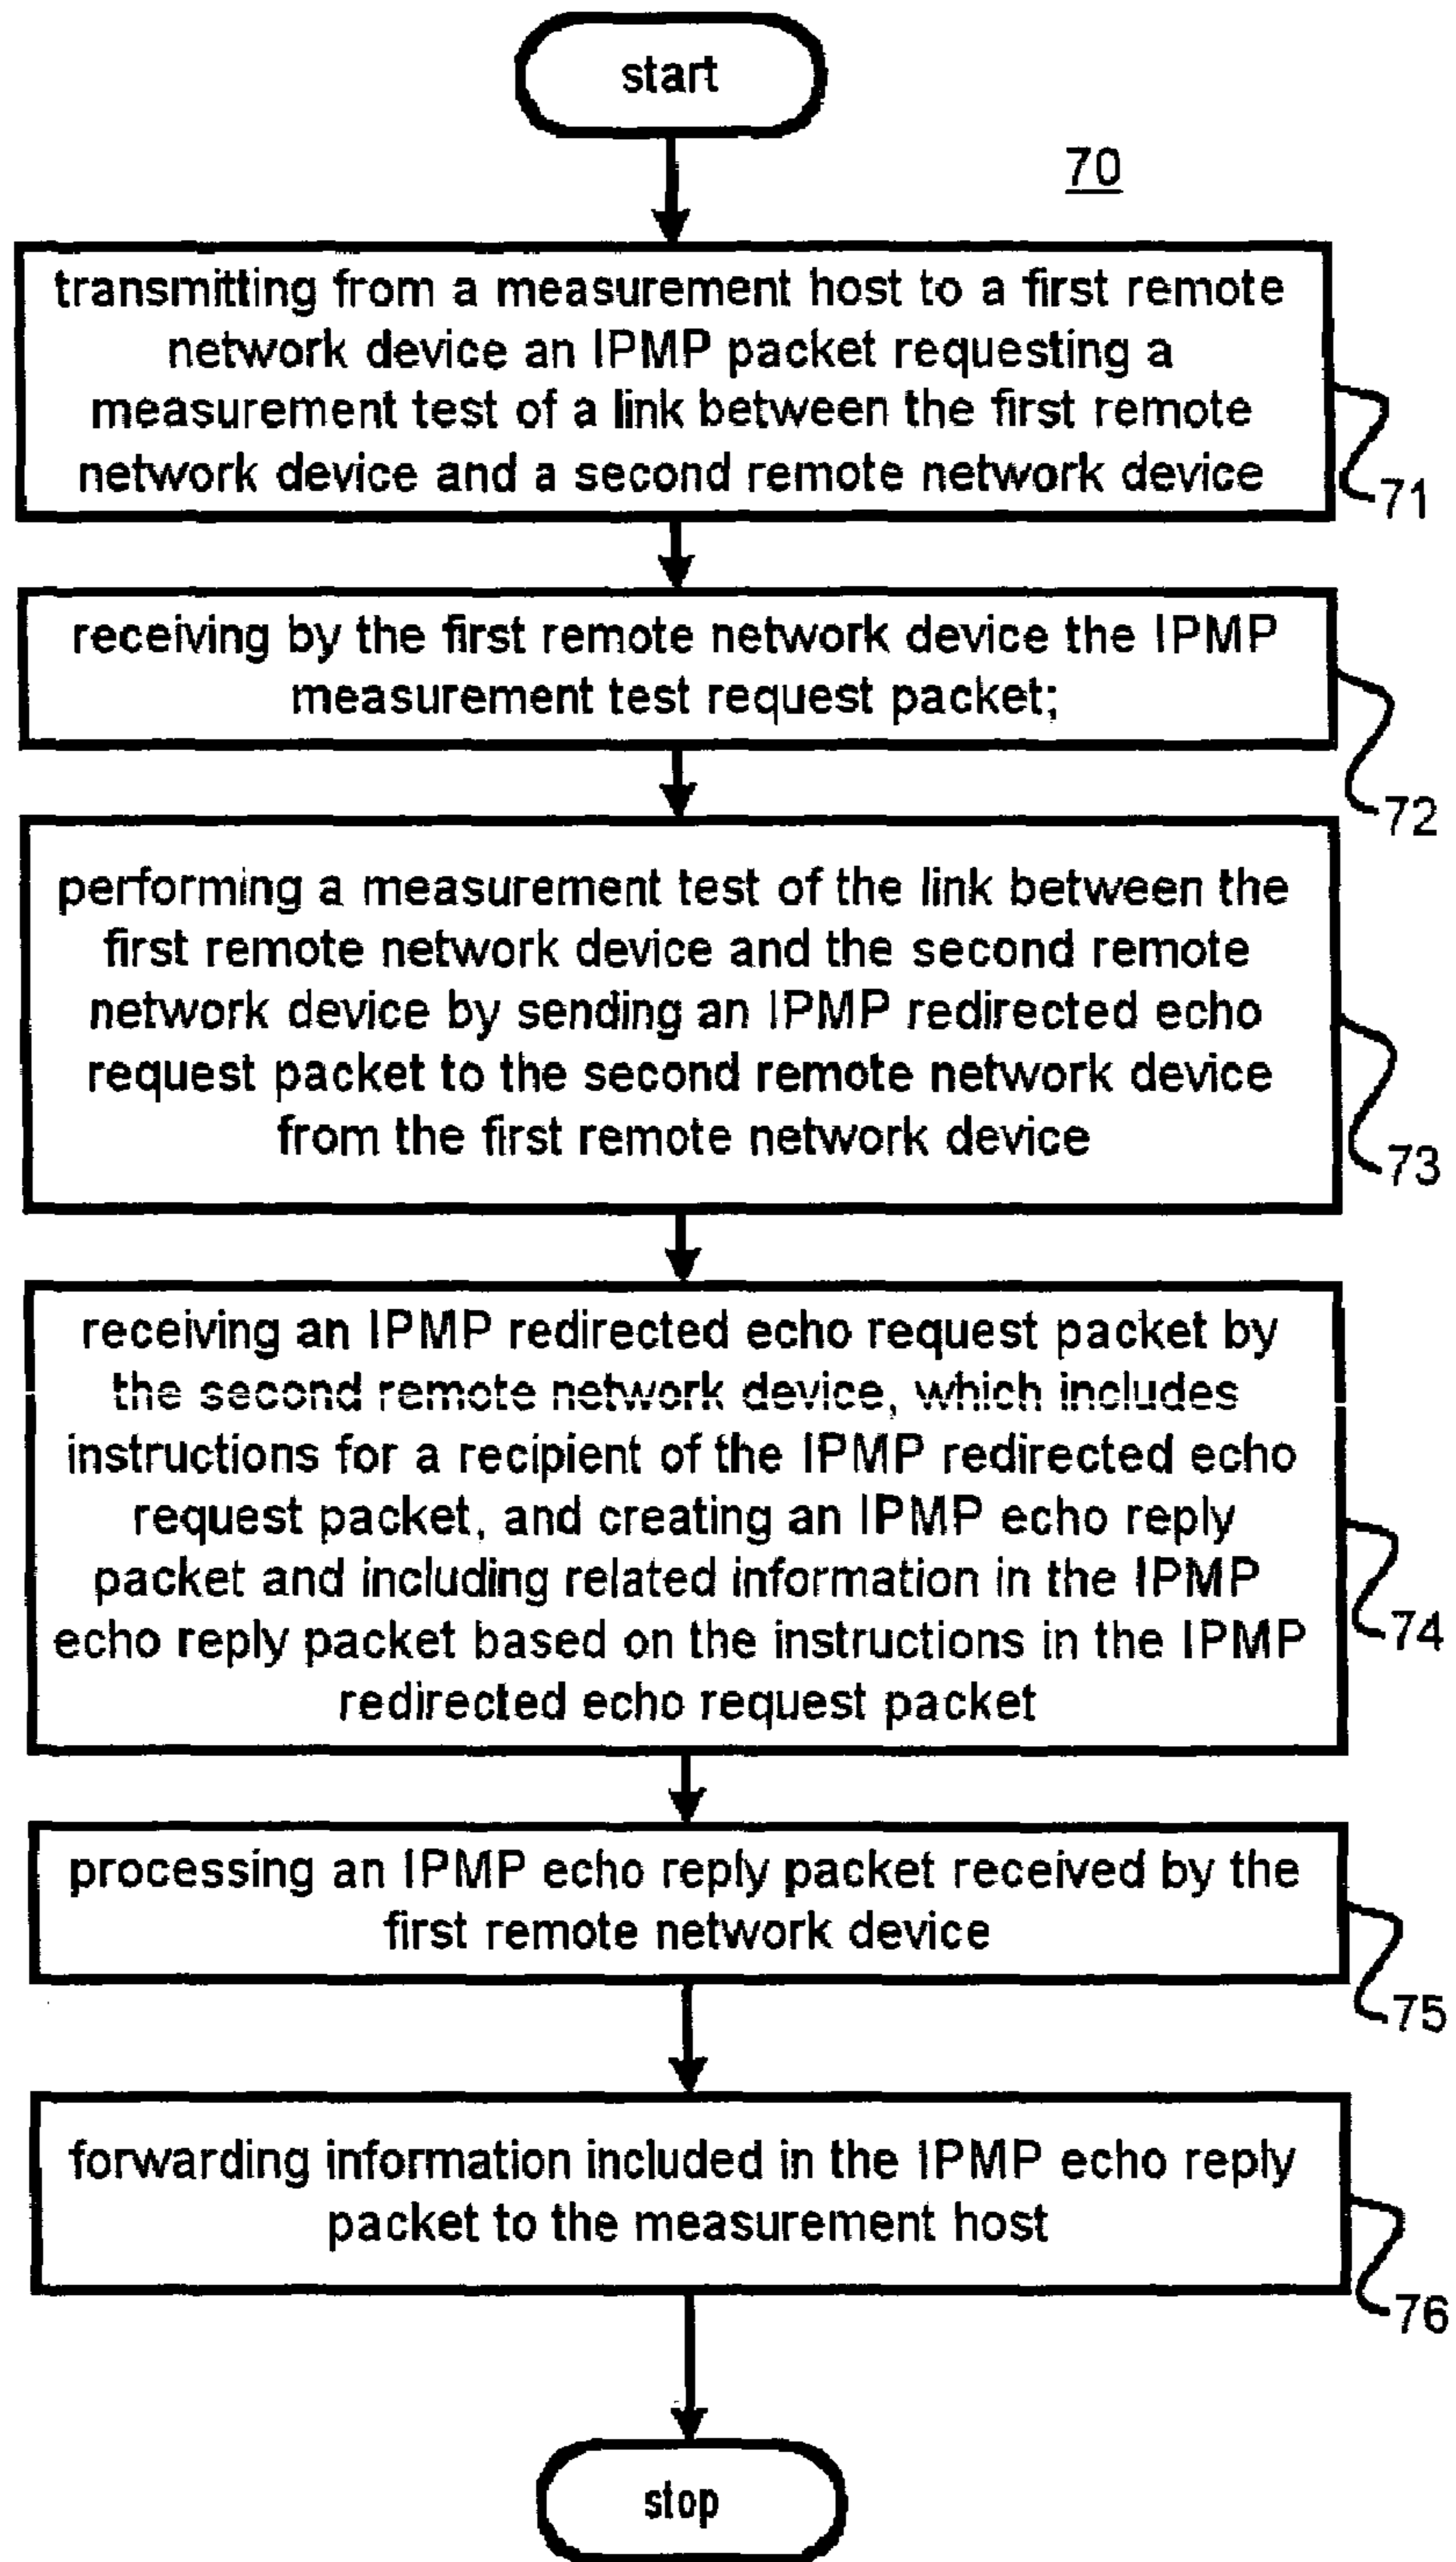 start
70
transmitting from a measurement host to a first remote
network device an IPMP packet requesting a
measurement test of a link between the first remote
network device and a second remote network device
71
receiving by the first remote network device the IPMP
measurement test request packet;
72
performing a measurement test of the link between the
first remote network device and the second remote
network device by sending an IPMP redirected echo
request packet to the second remote network device
from the first remote network device
73
receiving an IPMP redirected echo request packet by
the second remote network device, which includes
instructions for a recipient of the IPMP redirected echo
request packet, and creating an IPMP echo reply
packet and including related information in the IPMP
echo reply packet based on the instructions in the IPMP
redirected echo request packet
74
processing an IPMP echo reply packet received by the
first remote network device
75
forwarding information included in the IPMP echo reply
packet to the measurement host
76
stop